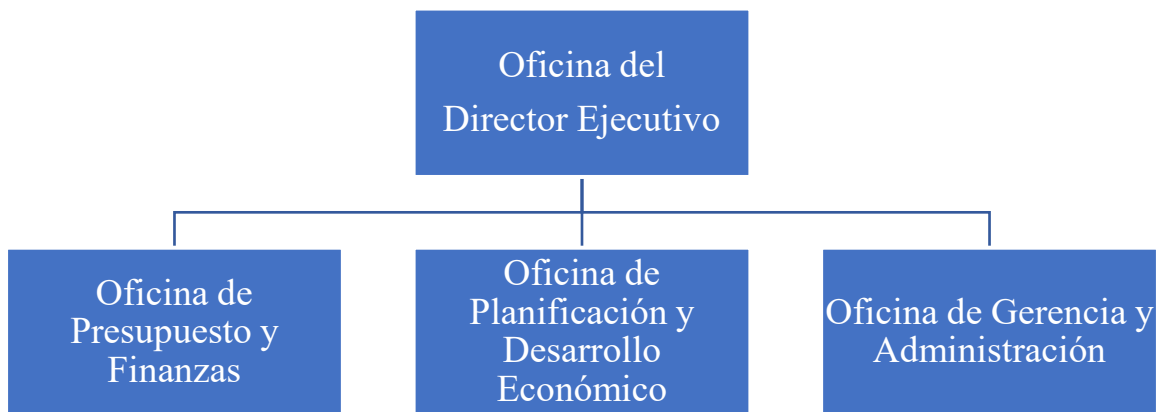 Oficina del
Director Ejecutivo
Oficina de
Presupuesto y
Finanzas
Oficina de
Planificación y
Desarrollo
Económico
Oficina de Gerencia y
Administración